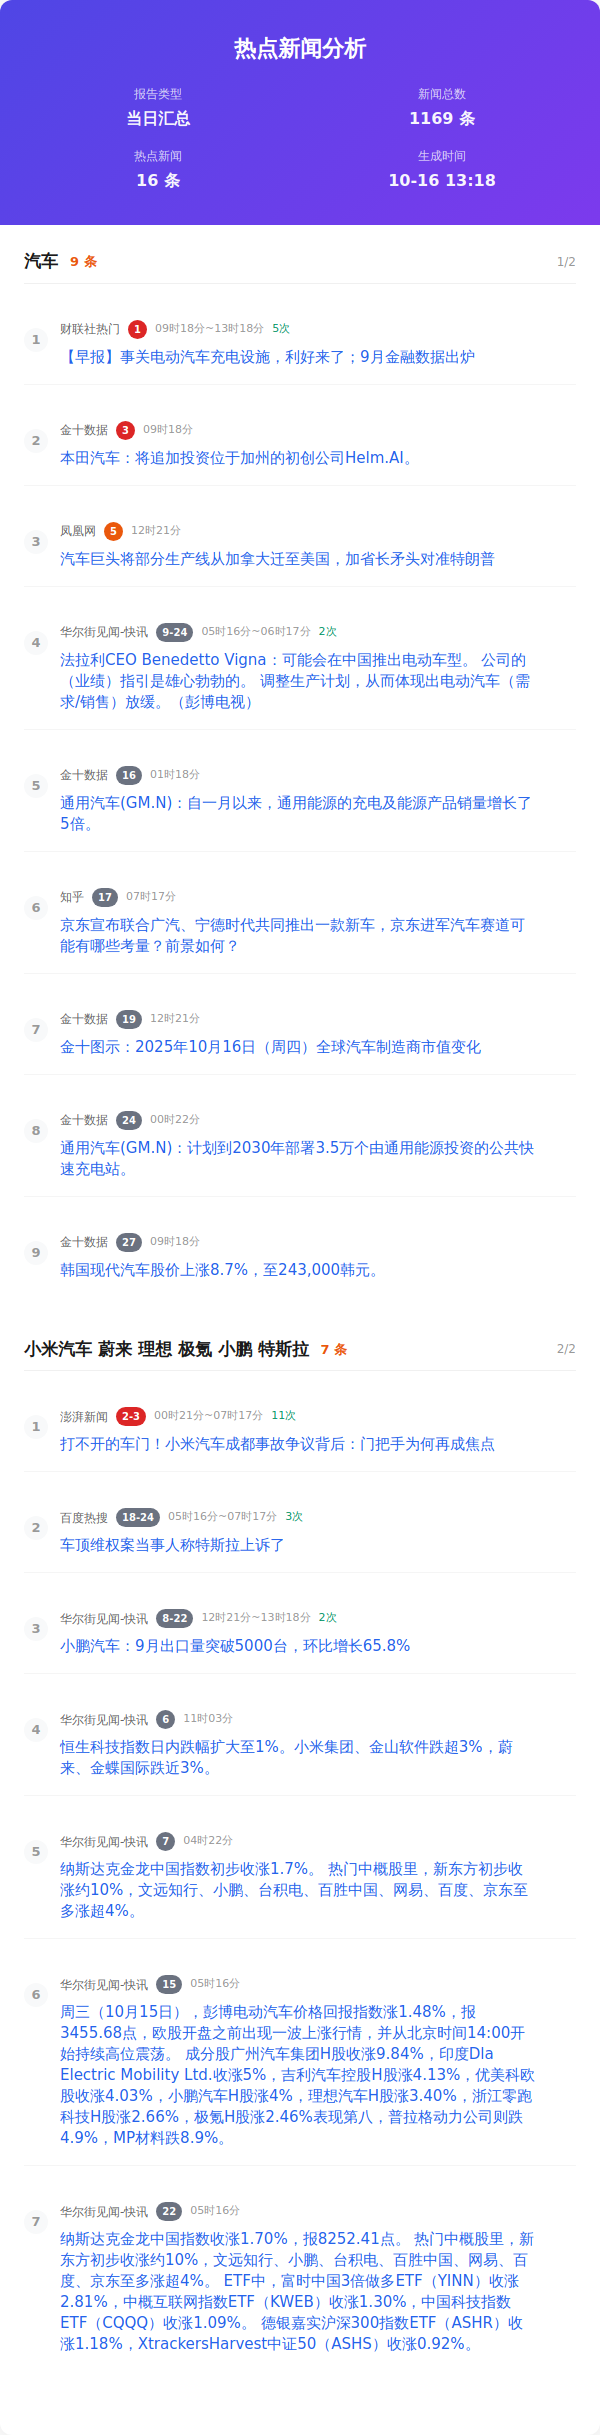 热点新闻分析
报告类型
当日汇总
新闻总数
1169 条
热点新闻
16 条
生成时间
10-16 13:18
汽车 9 条 1/2
1
财联社热门 1 09时18分~13时18分 5次
【早报】事关电动汽车充电设施，利好来了；9月金融数据出炉
2
金十数据 3 09时18分
本田汽车：将追加投资位于加州的初创公司Helm.AI。
3
凤凰网 5 12时21分
汽车巨头将部分生产线从加拿大迁至美国，加省长矛头对准特朗普
4
华尔街见闻-快讯 9-24 05时16分~06时17分 2次
法拉利CEO Benedetto Vigna：可能会在中国推出电动车型。 公司的
（业绩）指引是雄心勃勃的。 调整生产计划，从而体现出电动汽车（需
求/销售）放缓。（彭博电视）
5
金十数据 16 01时18分
通用汽车(GM.N)：自一月以来，通用能源的充电及能源产品销量增长了
5倍。
6
知乎 17 07时17分
京东宣布联合广汽、宁德时代共同推出一款新车，京东进军汽车赛道可
能有哪些考量？前景如何？
7
金十数据 19 12时21分
金十图示：2025年10月16日（周四）全球汽车制造商市值变化
8
金十数据 24 00时22分
通用汽车(GM.N)：计划到2030年部署3.5万个由通用能源投资的公共快
速充电站。
9
金十数据 27 09时18分
韩国现代汽车股价上涨8.7%，至243,000韩元。
小米汽车 蔚来 理想 极氪 小鹏 特斯拉 7 条 2/2
1
澎湃新闻 2-3 00时21分~07时17分 11次
打不开的车门！小米汽车成都事故争议背后：门把手为何再成焦点
2
百度热搜 18-24 05时16分~07时17分 3次
车顶维权案当事人称特斯拉上诉了
3
华尔街见闻-快讯 8-22 12时21分~13时18分 2次
小鹏汽车：9月出口量突破5000台，环比增长65.8%
4
华尔街见闻-快讯 6 11时03分
恒生科技指数日内跌幅扩大至1%。小米集团、金山软件跌超3%，蔚
来、金蝶国际跌近3%。
5
华尔街见闻-快讯 7 04时22分
纳斯达克金龙中国指数初步收涨1.7%。 热门中概股里，新东方初步收
涨约10%，文远知行、小鹏、台积电、百胜中国、网易、百度、京东至
多涨超4%。
6
华尔街见闻-快讯 15 05时16分
周三（10月15日），彭博电动汽车价格回报指数涨1.48%，报
3455.68点，欧股开盘之前出现一波上涨行情，并从北京时间14:00开
始持续高位震荡。 成分股广州汽车集团H股收涨9.84%，印度Dla
Electric Mobility Ltd.收涨5%，吉利汽车控股H股涨4.13%，优美科欧
股收涨4.03%，小鹏汽车H股涨4%，理想汽车H股涨3.40%，浙江零跑
科技H股涨2.66%，极氪H股涨2.46%表现第八，普拉格动力公司则跌
4.9%，MP材料跌8.9%。
7
华尔街见闻-快讯 22 05时16分
纳斯达克金龙中国指数收涨1.70%，报8252.41点。 热门中概股里，新
东方初步收涨约10%，文远知行、小鹏、台积电、百胜中国、网易、百
度、京东至多涨超4%。 ETF中，富时中国3倍做多ETF（YINN）收涨
2.81%，中概互联网指数ETF（KWEB）收涨1.30%，中国科技指数
ETF（CQQQ）收涨1.09%。 德银嘉实沪深300指数ETF（ASHR）收
涨1.18%，XtrackersHarvest中证50（ASHS）收涨0.92%。